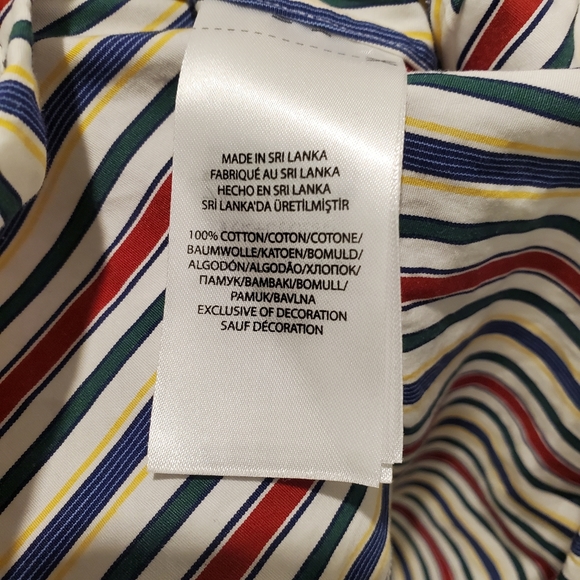 MADE IN SRI LANKA
FABRIQUÉ AU SRI LANKA
HECHO EN SRI LANKA
SRİ LANKA'DA ÜRETİLMİŞTİR
100% COTTON/COTON/COTONE/
BAUMWOLLE/KATOEN/BOMULD/
ALGODÓN/ALGODÃO/ХЛОПОК/
ПАМУК/ΒΑΜΒΑΚΙ/BOMULL/
PAMUK/BAVLNA
EXCLUSIVE OF DECORATION
SAUF DÉCORATION